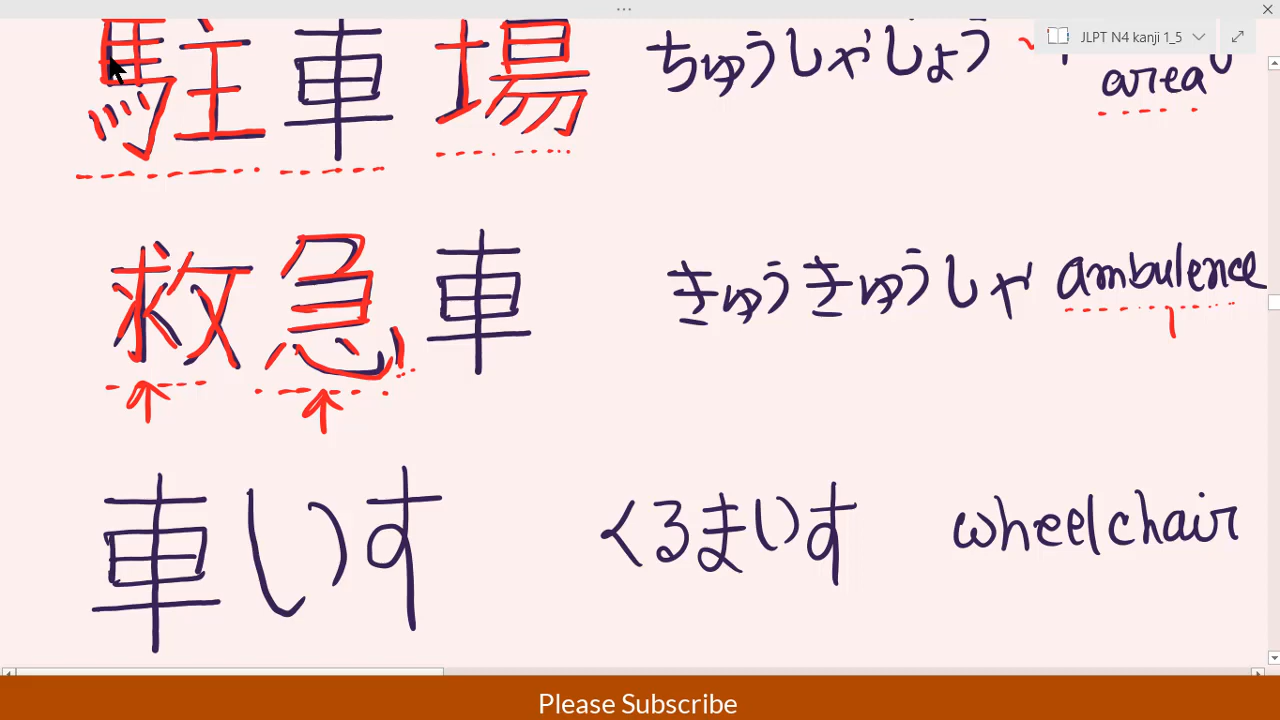 JLPT N4 kanji 1_5
駐車場 ちゅうしゃしょう
area
救急車 きゅうきゅうしゃ ambulence
車いす くるまいす wheelchair
Please Subscribe